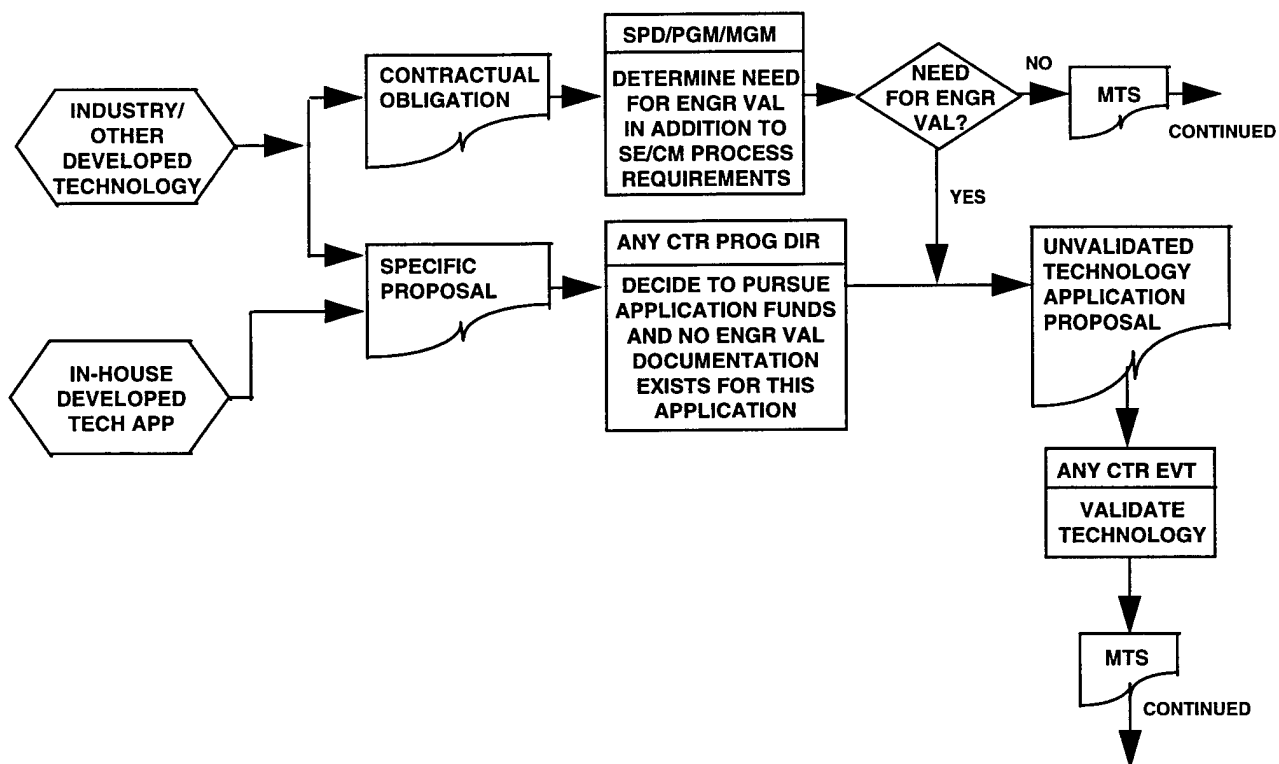 INDUSTRY/
OTHER
DEVELOPED
TECHNOLOGY
CONTRACTUAL
OBLIGATION
SPD/PGM/MGM
DETERMINE NEED
FOR ENGR VAL
IN ADDITION TO
SE/CM PROCESS
REQUIREMENTS
NEED
FOR ENGR
VAL?
NO
MTS
CONTINUED
YES
IN-HOUSE
DEVELOPED
TECH APP
SPECIFIC
PROPOSAL
ANY CTR PROG DIR
DECIDE TO PURSUE
APPLICATION FUNDS
AND NO ENGR VAL
DOCUMENTATION
EXISTS FOR THIS
APPLICATION
UNVALIDATED
TECHNOLOGY
APPLICATION
PROPOSAL
ANY CTR EVT
VALIDATE
TECHNOLOGY
MTS
CONTINUED